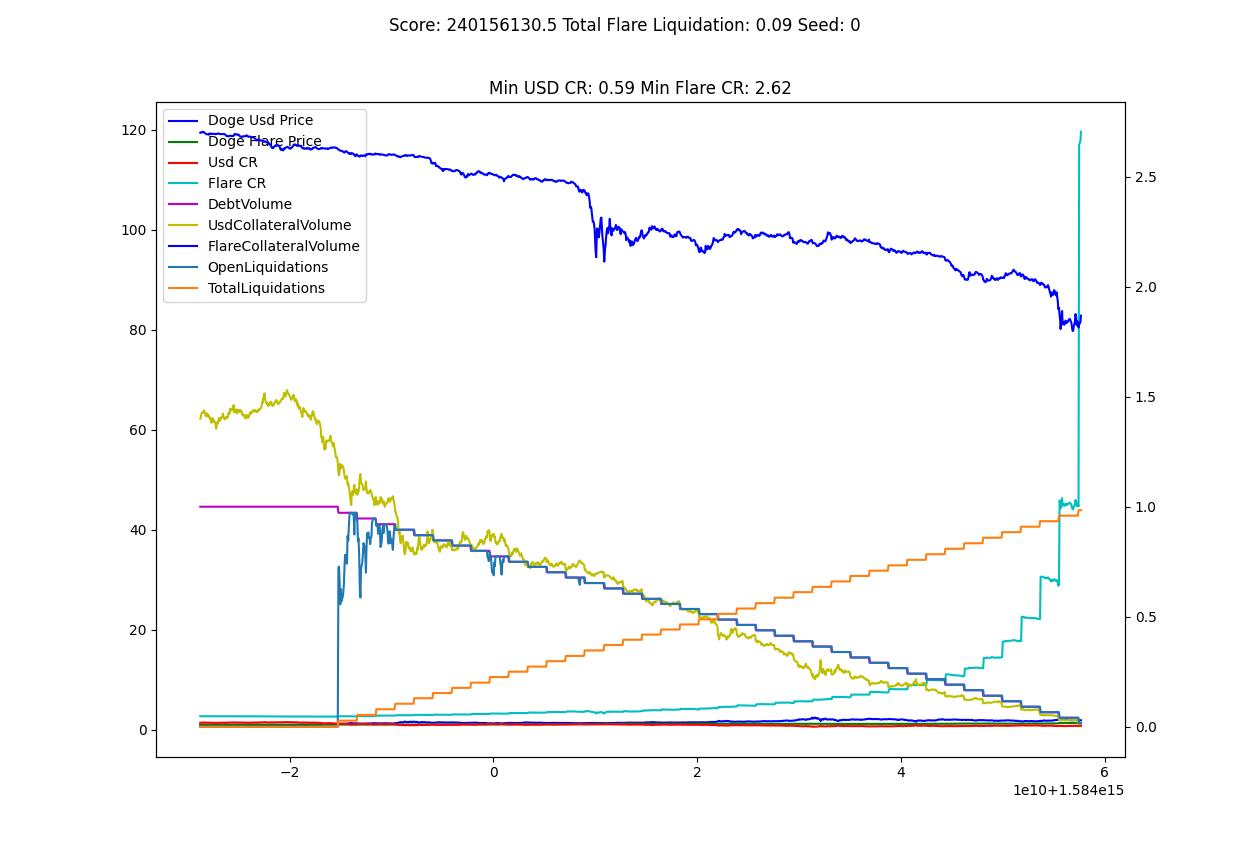 Score: 240156130.5 Total Flare Liquidation: 0.09 Seed: 0
Min USD CR: 0.59 Min Flare CR: 2.62
Doge Usd Price
Doge Flare Price
Usd CR
Flare CR
DebtVolume
UsdCollateralVolume
FlareCollateralVolume
OpenLiquidations
TotalLiquidations
120
100
80
60
40
20
0
2.5
2.0
1.5
1.0
0.5
0.0
−2
0
2
4
6
1e10+1.584e15